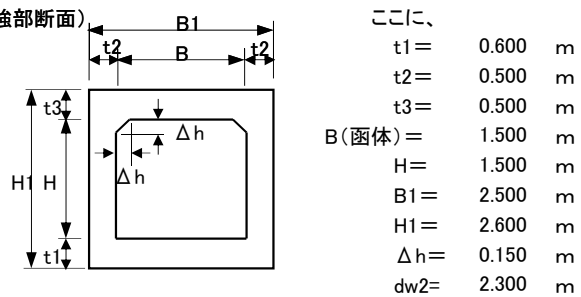 強部断面)
B1
t2
B
t2
t3
Δh
H1
H
Δh
t1
ここに、
t1＝ 0.600 m
t2＝ 0.500 m
t3＝ 0.500 m
B(函体)＝ 1.500 m
H＝ 1.500 m
B1＝ 2.500 m
H1＝ 2.600 m
Δh＝ 0.150 m
dw2= 2.300 m